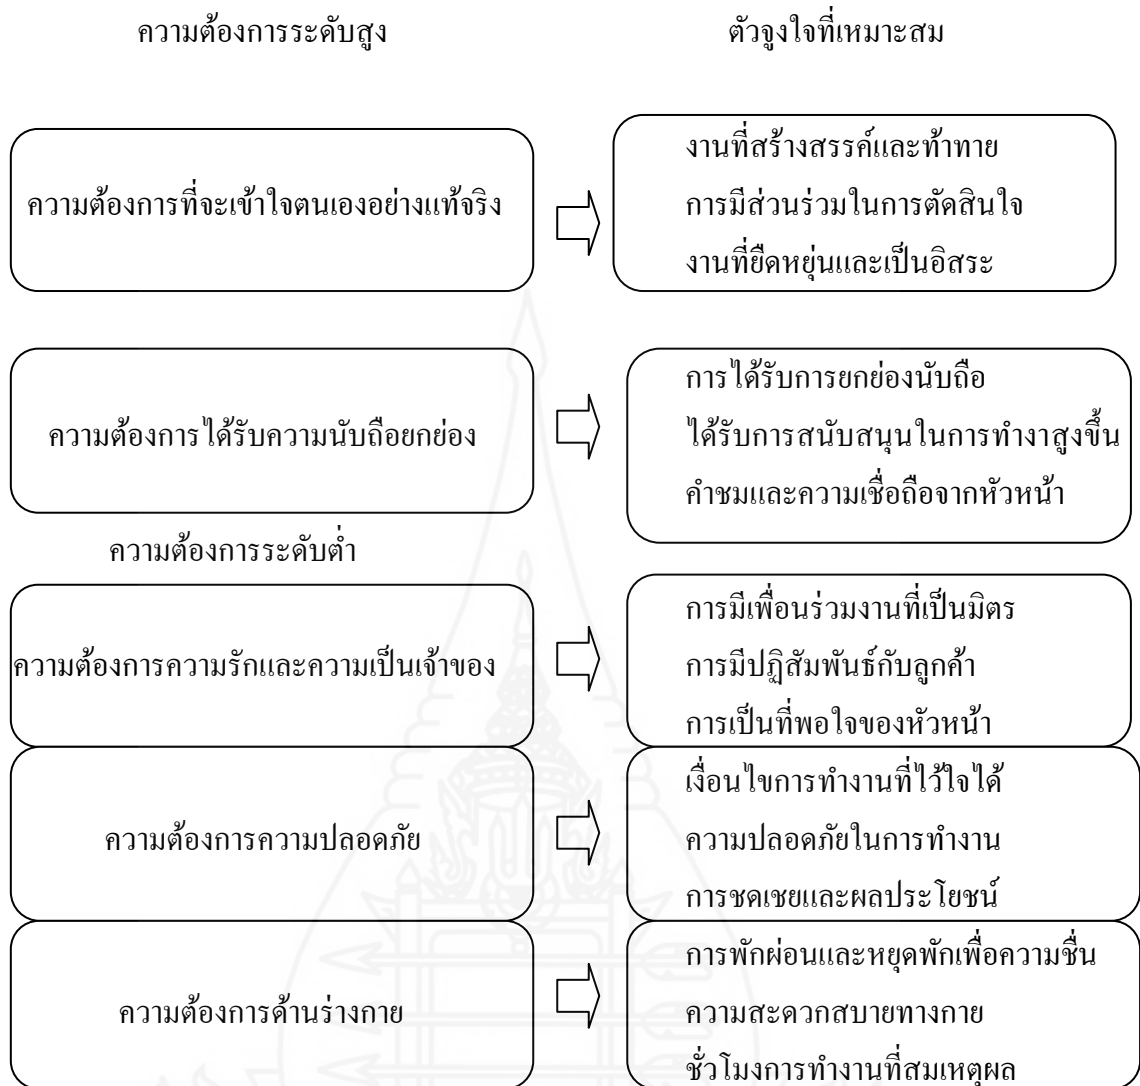 ความต้องการระดับสูง
ตัวจูงใจที่เหมาะสม
ความต้องการที่จะเข้าใจตนเองอย่างแท้จริง
งานที่สร้างสรรค์และท้าทาย
การมีส่วนร่วมในการตัดสินใจ
งานที่ยืดหยุ่นและเป็นอิสระ
ความต้องการได้รับความนับถือยกย่อง
การได้รับการยกย่องนับถือ
ได้รับการสนับสนุนในการทำงาสูงขึ้น
คำชมและความเชื่อถือจากหัวหน้า
ความต้องการระดับต่ำ
ความต้องการความรักและความเป็นเจ้าของ
การมีเพื่อนร่วมงานที่เป็นมิตร
การมีปฏิสัมพันธ์กับลูกค้า
การเป็นที่พอใจของหัวหน้า
ความต้องการความปลอดภัย
เงื่อนไขการทำงานที่ไว้ใจได้
ความปลอดภัยในการทำงาน
การชดเชยและผลประโยชน์
ความต้องการด้านร่างกาย
การพักผ่อนและหยุดพักเพื่อความชื่น
ความสะดวกสบายทางกาย
ชั่วโมงการทำงานที่สมเหตุผล